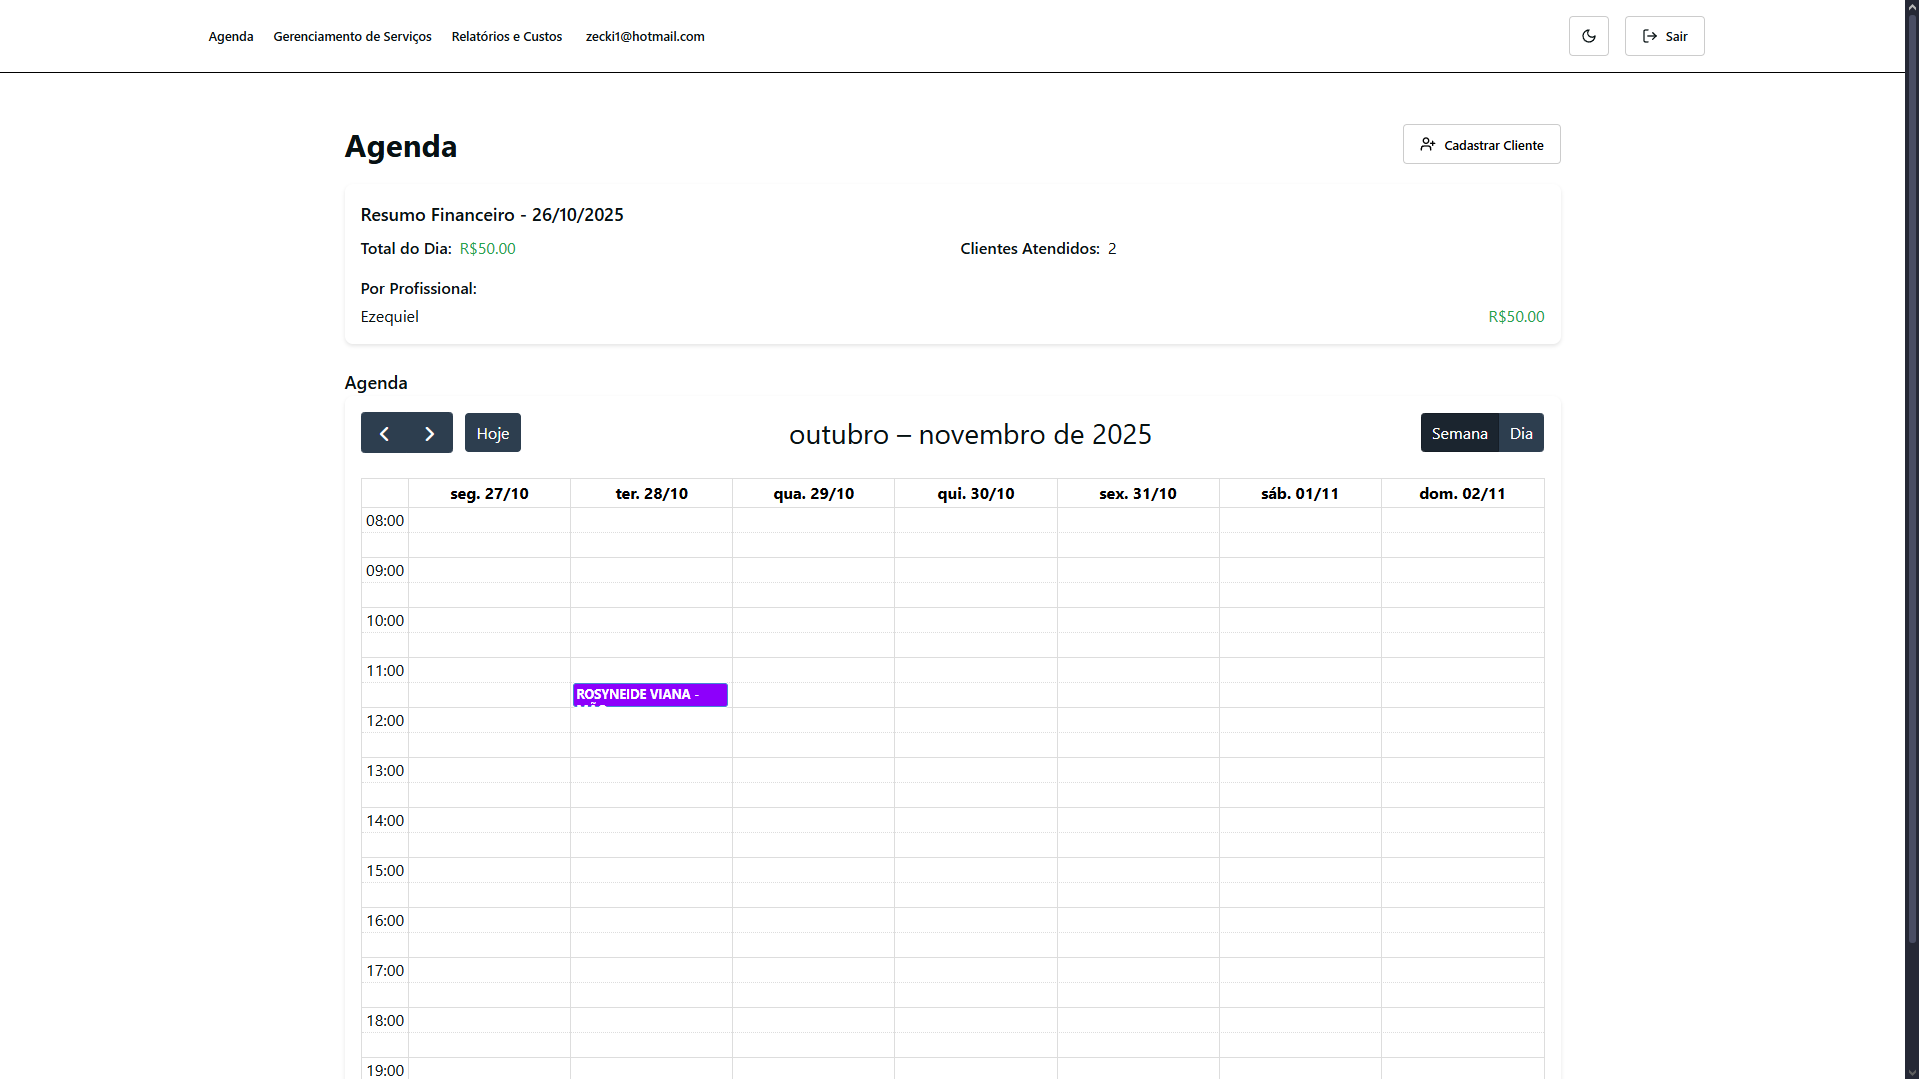 Agenda Gerenciamento de Serviços Relatórios e Custos zecki1@hotmail.com Sair
Agenda
Cadastrar Cliente
Resumo Financeiro - 26/10/2025
Total do Dia: R$50.00 Clientes Atendidos: 2
Por Profissional:
Ezequiel R$50.00
Agenda
Hoje outubro – novembro de 2025 Semana Dia
seg. 27/10 ter. 28/10 qua. 29/10 qui. 30/10 sex. 31/10 sáb. 01/11 dom. 02/11
08:00
09:00
10:00
11:00
ROSYNEIDE VIANA -
12:00
13:00
14:00
15:00
16:00
17:00
18:00
19:00